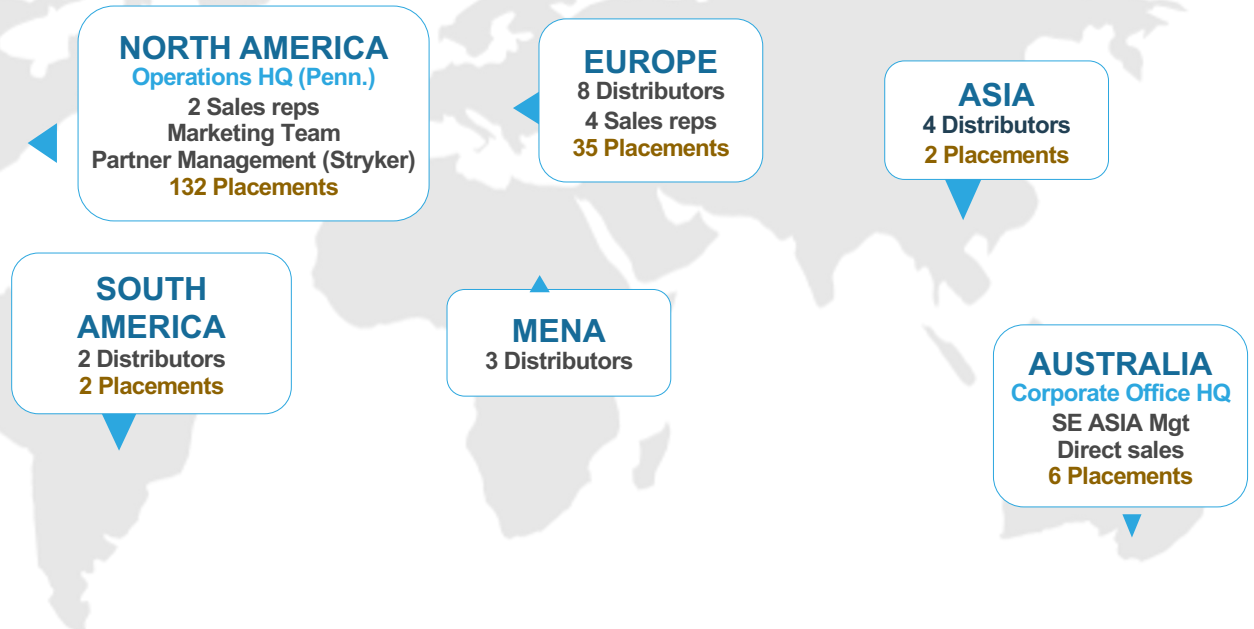 NORTH AMERICA
Operations HQ (Penn.)
2 Sales reps
Marketing Team
Partner Management (Stryker)
132 Placements
EUROPE
8 Distributors
4 Sales reps
35 Placements
ASIA
4 Distributors
2 Placements
SOUTH
AMERICA
2 Distributors
2 Placements
MENA
3 Distributors
AUSTRALIA
Corporate Office HQ
SE ASIA Mgt
Direct sales
6 Placements